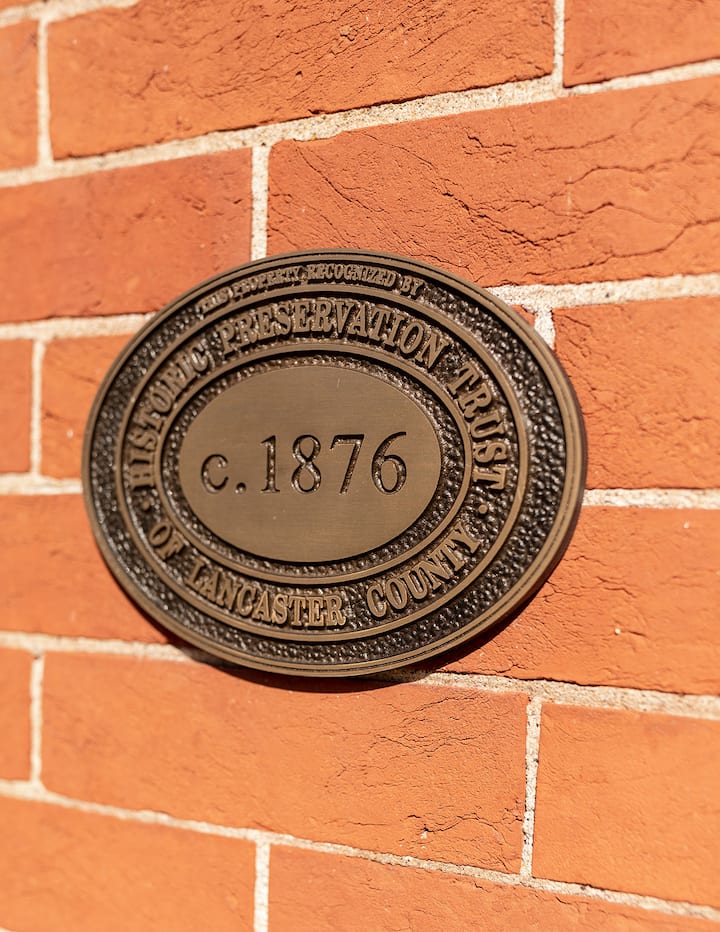 THIS PROPERTY RECOGNIZED BY
HISTORIC PRESERVATION TRUST
c.1876
· OF LANCASTER COUNTY ·